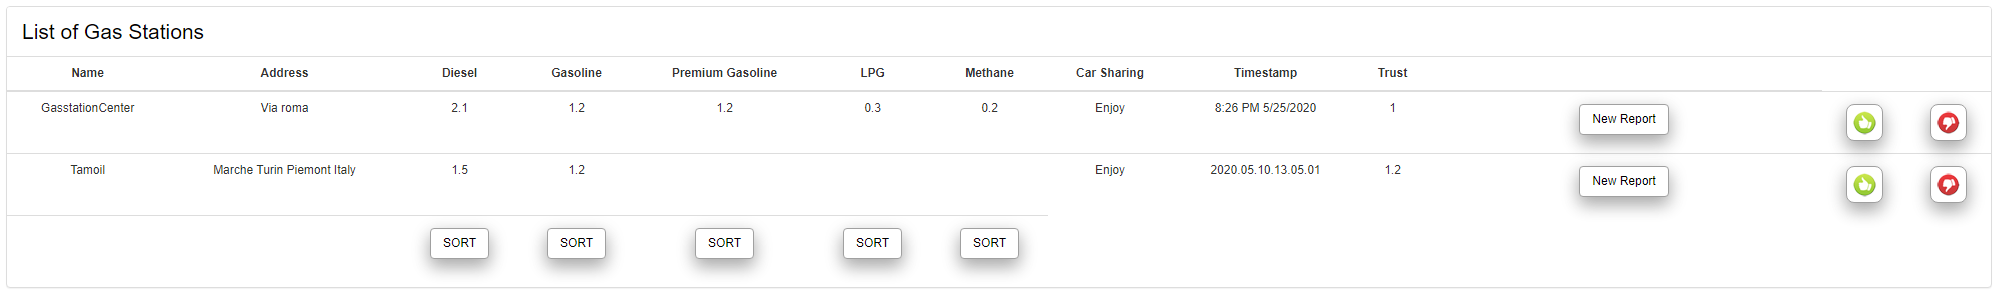 List of Gas Stations
Name Address Diesel Gasoline Premium Gasoline LPG Methane Car Sharing Timestamp Trust
GasstationCenter Via roma 2.1 1.2 1.2 0.3 0.2 Enjoy 8:26 PM 5/25/2020 1 New Report
Tamoil Marche Turin Piemont Italy 1.5 1.2 Enjoy 2020.05.10.13.05.01 1.2 New Report
SORT SORT SORT SORT SORT